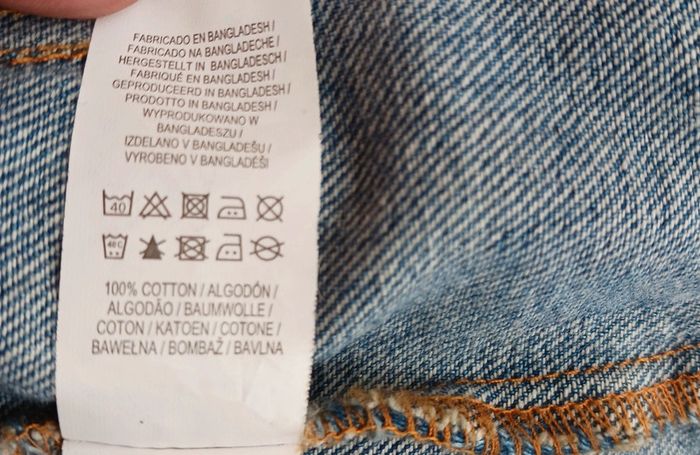 FABRICADO EN BANGLADESH /
FABRICADO NA BANGLADECHE /
HERGESTELLT IN BANGLADESCH /
FABRIQUÉ EN BANGLADESH /
GEPRODUCEERD IN BANGLADESH /
PRODOTTO IN BANGLADESH /
WYPRODUKOWANO W
BANGLADESZU /
IZDELANO V BANGLADEŠU /
VYROBENO V BANGLADÉŠI
40
40 C
100% COTTON / ALGODÓN /
ALGODÃO / BAUMWOLLE /
COTON / KATOEN / COTONE /
BAWEŁNA / BOMBAŽ / BAVLNA